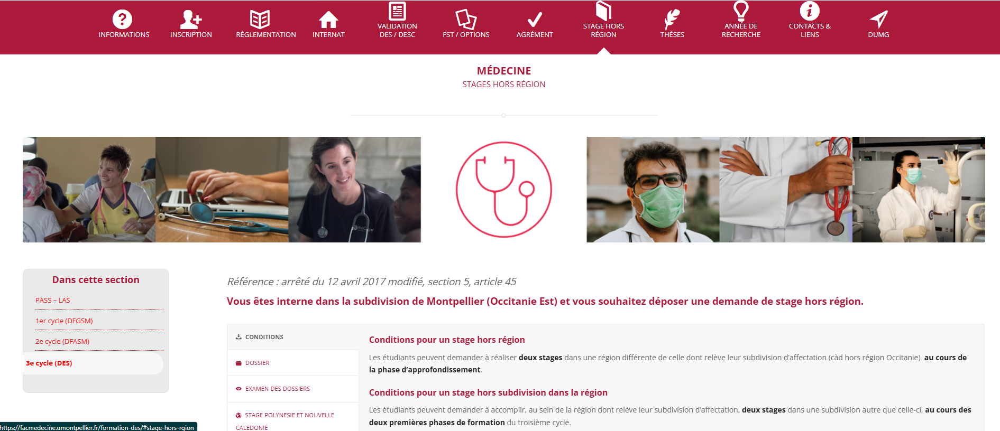 INFORMATIONS
INSCRIPTION
RÈGLEMENTATION
INTERNAT
VALIDATION
DES / DESC
FST / OPTIONS
AGRÉMENT
STAGE HORS
RÉGION
THÈSES
ANNÉE DE
RECHERCHE
CONTACTS &
LIENS
DUMG
MÉDECINE
STAGES HORS RÉGION
Dans cette section
PASS – LAS
1er cycle (DFGSM)
2e cycle (DFASM)
3e cycle (DES)
Référence : arrêté du 12 avril 2017 modifié, section 5, article 45
Vous êtes interne dans la subdivision de Montpellier (Occitanie Est) et vous souhaitez déposer une demande de stage hors région.
CONDITIONS
DOSSIER
EXAMEN DES DOSSIERS
STAGE POLYNESIE ET NOUVELLE
CALEDONIE
Conditions pour un stage hors région
Les étudiants peuvent demander à réaliser deux stages dans une région différente de celle dont relève leur subdivision d’affectation (càd hors région Occitanie) au cours de
la phase d’approfondissement.
Conditions pour un stage hors subdivision dans la région
Les étudiants peuvent demander à accomplir, au sein de la région dont relève leur subdivision d’affectation, deux stages dans une subdivision autre que celle-ci, au cours des
deux premières phases de formation du troisième cycle.
https://facmedecine.umontpellier.fr/formation-des/#stage-hors-rgion